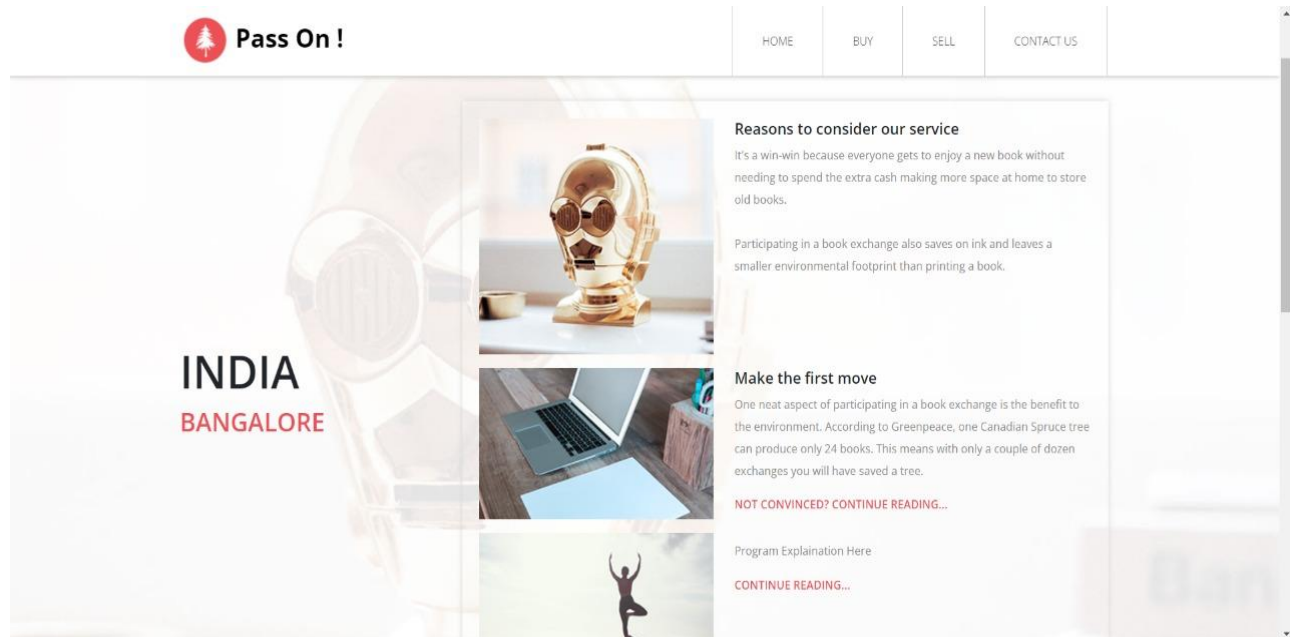 Pass On !
HOME
BUY
SELL
CONTACT US
Reasons to consider our service
It's a win-win because everyone gets to enjoy a new book without
needing to spend the extra cash making more space at home to store
old books.
Participating in a book exchange also saves on ink and leaves a
smaller environmental footprint than printing a book.
INDIA
BANGALORE
Make the first move
One neat aspect of participating in a book exchange is the benefit to
the environment. According to Greenpeace, one Canadian Spruce tree
can produce only 24 books. This means with only a couple of dozen
exchanges you will have saved a tree.
NOT CONVINCED? CONTINUE READING...
Program Explaination Here
CONTINUE READING...
Ban